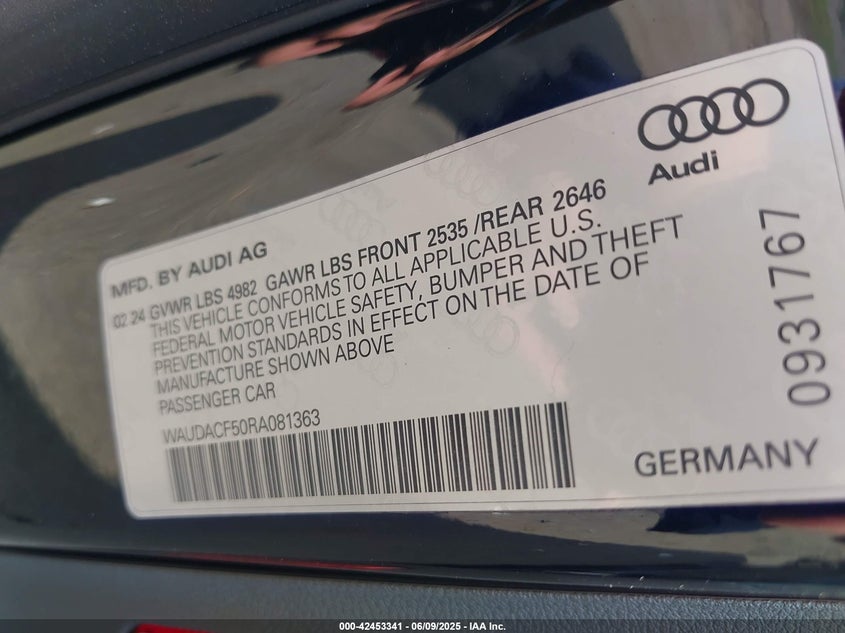 Audi
MFD. BY AUDI AG
02 24 GVWR LBS 4982 GAWR LBS FRONT 2535 /REAR 2646
THIS VEHICLE CONFORMS TO ALL APPLICABLE U.S.
FEDERAL MOTOR VEHICLE SAFETY, BUMPER AND THEFT
PREVENTION STANDARDS IN EFFECT ON THE DATE OF
MANUFACTURE SHOWN ABOVE
PASSENGER CAR
WAUDACF50RA081363
GERMANY
0931767
000-42453341 - 06/09/2025 - IAA Inc.